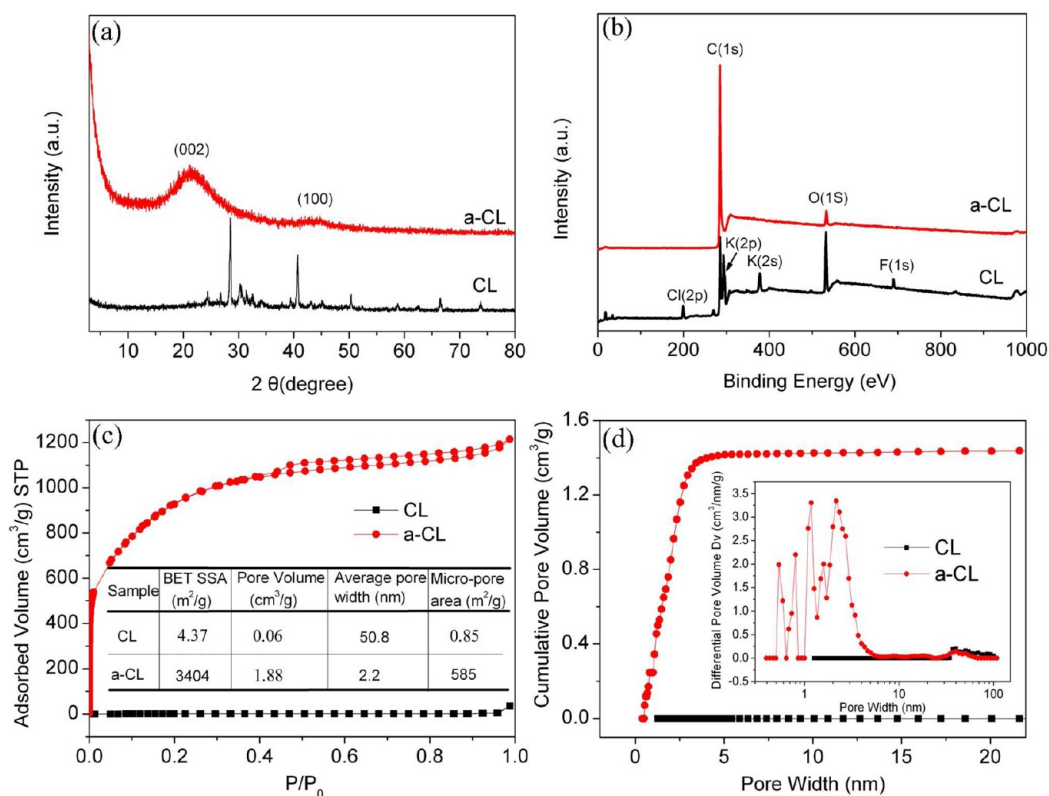 (a)
Intensity (a.u.)
(002)
(100)
a-CL
CL
10 20 30 40 50 60 70 80
2 θ(degree)
(b)
Intensity (a.u.)
C(1s)
O(1S)
a-CL
K(2p)
K(2s)
F(1s)
CL
Cl(2p)
0 200 400 600 800 1000
Binding Energy (eV)
(c)
Adsorbed Volume (cm³/g) STP
1200
1000
800
600
400
200
0
CL
a-CL
Sample BET SSA (m²/g) Pore Volume (cm³/g) Average pore width (nm) Micro-pore area (m²/g)
CL 4.37 0.06 50.8 0.85
a-CL 3404 1.88 2.2 585
0.0 0.2 0.4 0.6 0.8 1.0
P/P₀
(d)
Cumulative Pore Volume (cm³/g)
1.6
1.2
0.8
0.4
0.0
Differential Pore Volume Dv (cm³/nm/g)
3.5
3.0
2.5
2.0
1.5
1.0
0.5
0.0
-0.5
CL
a-CL
1 10 100
Pore Width (nm)
0 5 10 15 20
Pore Width (nm)